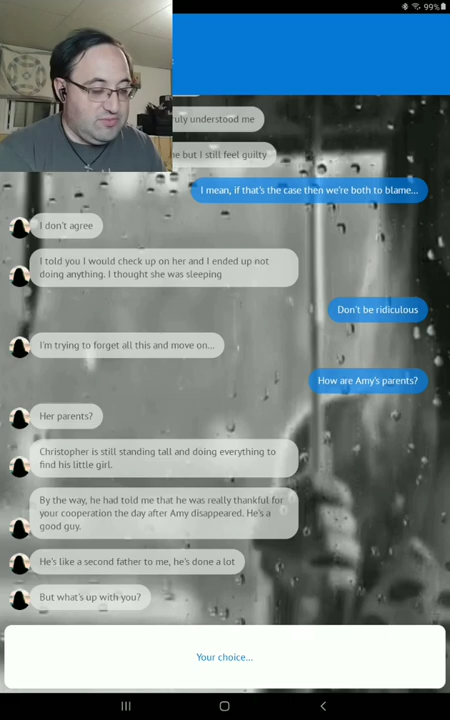 99%
uly understood me
me but I still feel guilty
I mean, if that's the case then we're both to blame...
I don't agree
I told you I would check up on her and I ended up not
doing anything. I thought she was sleeping
Don't be ridiculous
I'm trying to forget all this and move on...
How are Amy's parents?
Her parents?
Christopher is still standing tall and doing everything to
find his little girl.
By the way, he had told me that he was really thankful for
your cooperation the day after Amy disappeared. He's a
good guy.
He's like a second father to me, he's done a lot
But what's up with you?
Your choice...